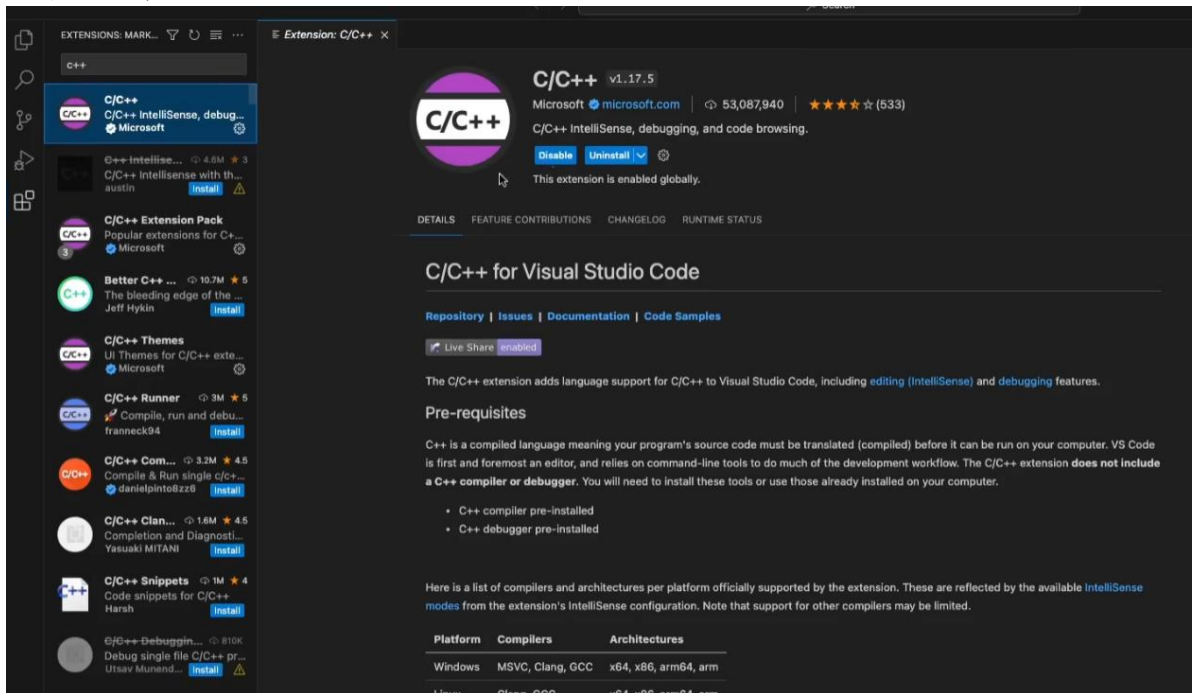 Search
EXTENSIONS: MARK...
Extension: C/C++
c++
C/C++
C/C++
C/C++ IntelliSense, debug...
Microsoft
C++ Intellise... 4.6M ★ 3
C/C++ Intellisense with th...
austin Install
C/C++
3
C/C++ Extension Pack
Popular extensions for C+...
Microsoft
C++
Better C++ ... 10.7M ★ 5
The bleeding edge of the ...
Jeff Hykin Install
C/C++
C/C++ Themes
UI Themes for C/C++ exte...
Microsoft
C/C++
C/C++ Runner 3M ★ 5
🚀 Compile, run and debu...
franneck94 Install
C/C++
C/C++ Com... 3.2M ★ 4.5
Compile & Run single c/c+...
danielpinto8zz6 Install
C/C++ Clan... 1.6M ★ 4.5
Completion and Diagnosti...
Yasuaki MITANI Install
C++
C/C++ Snippets 1M ★ 4
Code snippets for C/C++
Harsh Install
C/C++ Debuggin... 810K
Debug single file C/C++ pr...
Utsav Munend... Install
C/C++
C/C++ v1.17.5
Microsoft microsoft.com | 53,087,940 | ★★★★☆ (533)
C/C++ IntelliSense, debugging, and code browsing.
Disable Uninstall
This extension is enabled globally.
DETAILS FEATURE CONTRIBUTIONS CHANGELOG RUNTIME STATUS
C/C++ for Visual Studio Code
Repository | Issues | Documentation | Code Samples
Live Share enabled
The C/C++ extension adds language support for C/C++ to Visual Studio Code, including editing (IntelliSense) and debugging features.
Pre-requisites
C++ is a compiled language meaning your program's source code must be translated (compiled) before it can be run on your computer. VS Code
is first and foremost an editor, and relies on command-line tools to do much of the development workflow. The C/C++ extension does not include
a C++ compiler or debugger. You will need to install these tools or use those already installed on your computer.
• C++ compiler pre-installed
• C++ debugger pre-installed
Here is a list of compilers and architectures per platform officially supported by the extension. These are reflected by the available IntelliSense
modes from the extension's IntelliSense configuration. Note that support for other compilers may be limited.
Platform Compilers Architectures
Windows MSVC, Clang, GCC x64, x86, arm64, arm
Linux Clang, GCC x64, x86, arm64, arm